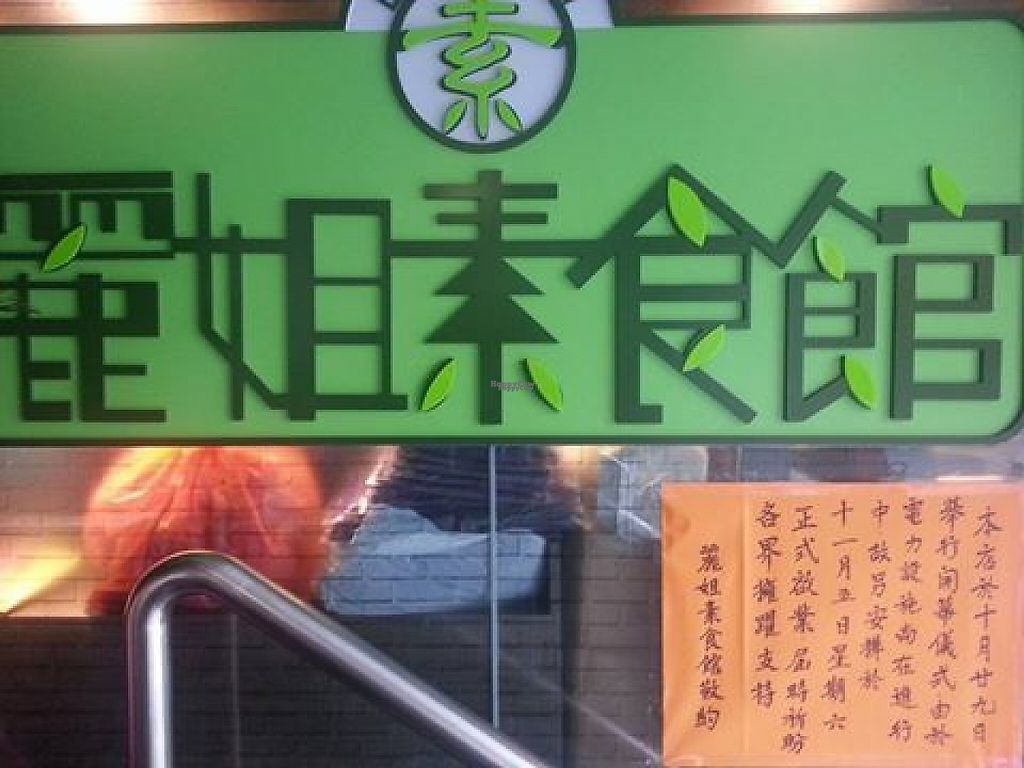 素
麗姐素食館
本店於十月廿九日
舉行開幕儀式由於
電力設施尚在進行
中故另安排於
十一月五日星期六
正式啟業屆時祈盼
各界擁躍支持
麗姐素食館敬約
HappyCow